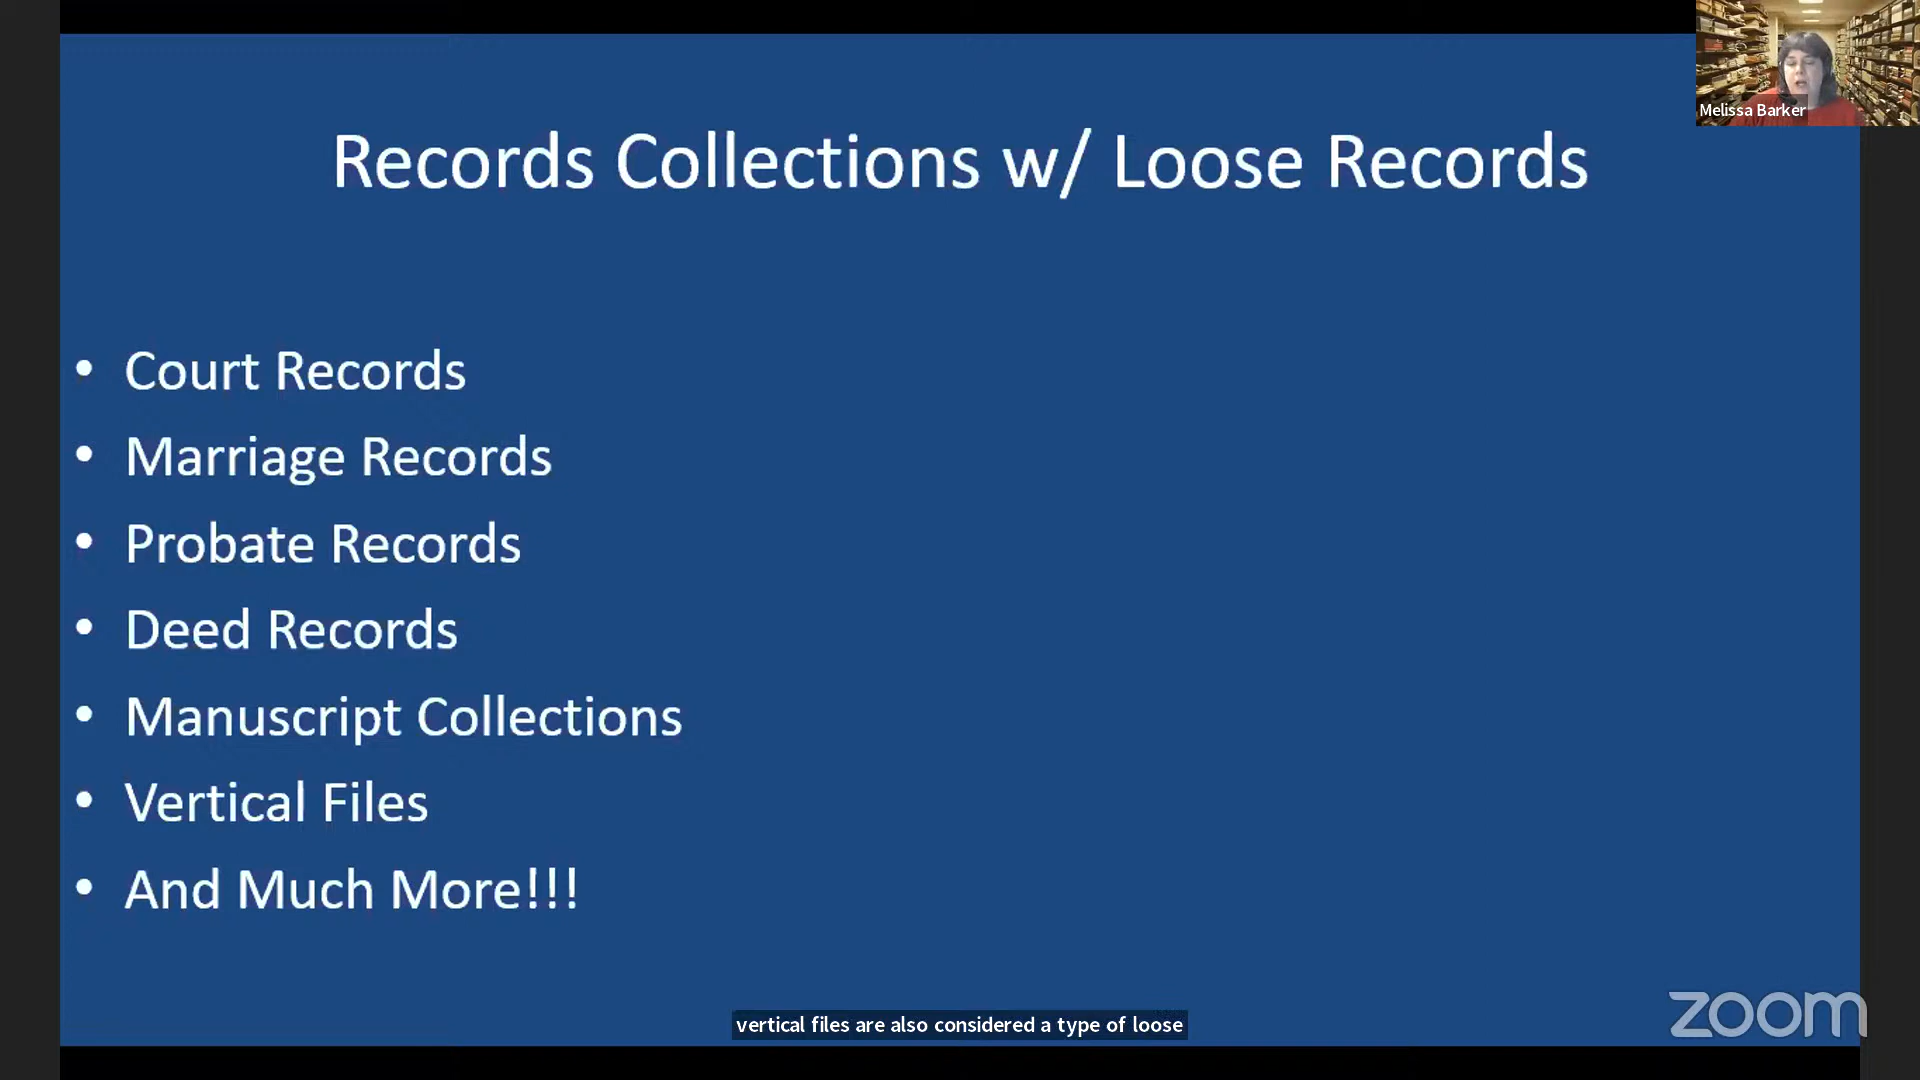 Melissa Barker
Records Collections w/ Loose Records
• Court Records
• Marriage Records
• Probate Records
• Deed Records
• Manuscript Collections
• Vertical Files
• And Much More!!!
vertical files are also considered a type of loose
zoom